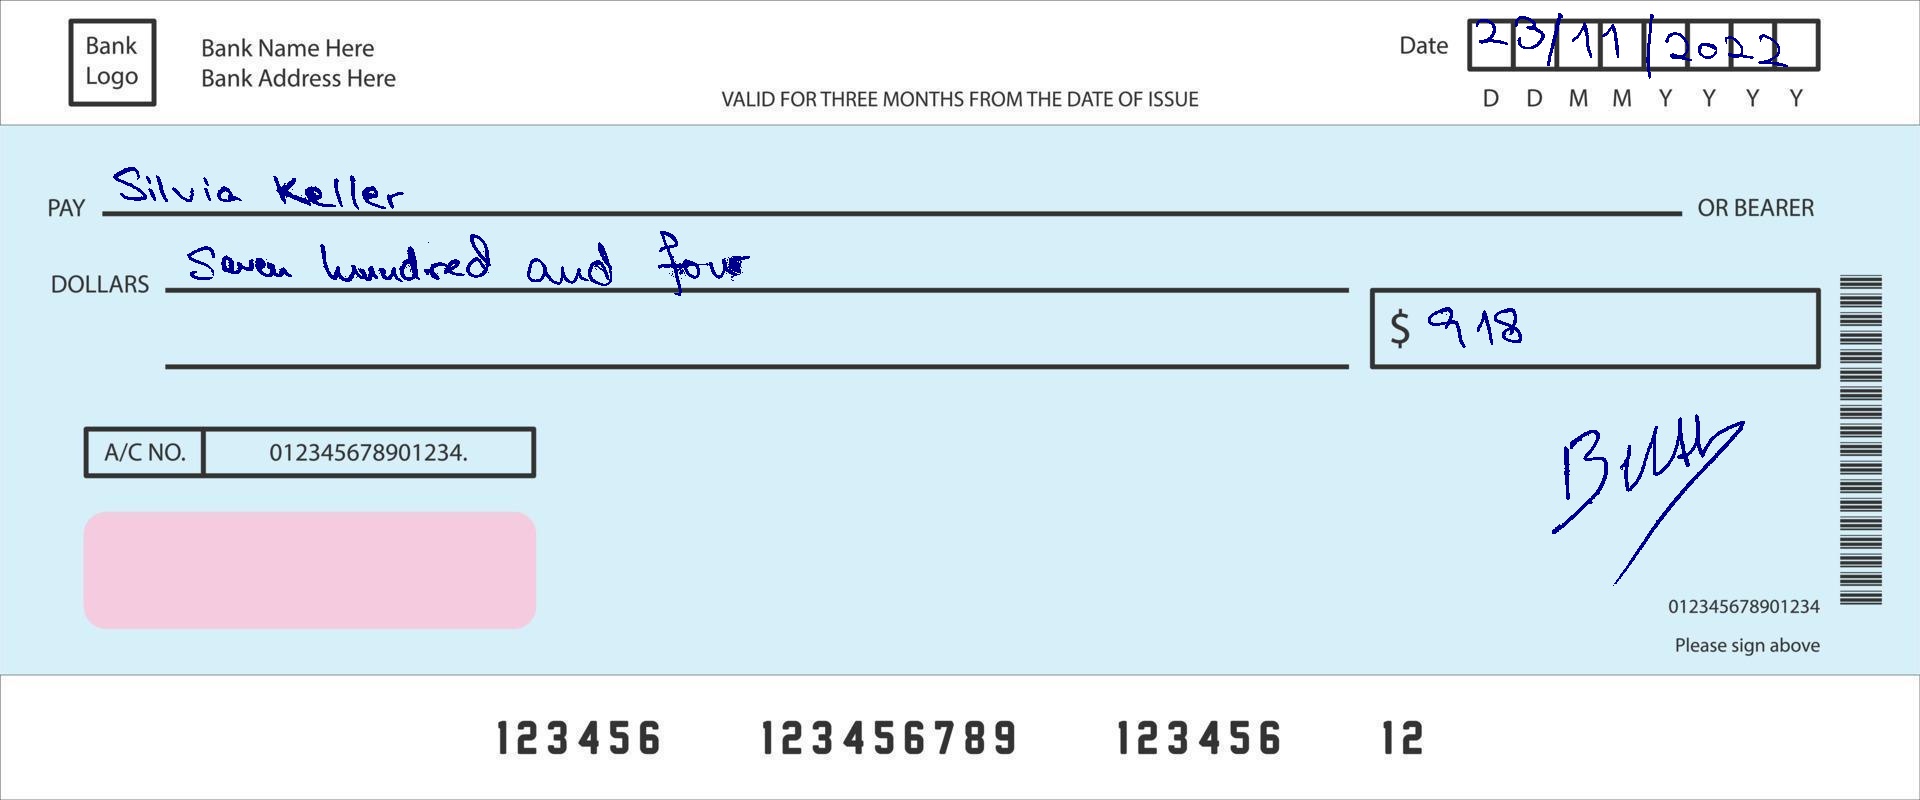 Bank Logo
Bank Name Here
Bank Address Here
VALID FOR THREE MONTHS FROM THE DATE OF ISSUE
Date 23/11/2022
D D M M Y Y Y Y
PAY Silvia Keller OR BEARER
DOLLARS Seven hundred and four
$ 918
A/C NO. 012345678901234.
012345678901234
Please sign above
123456 123456789 123456 12